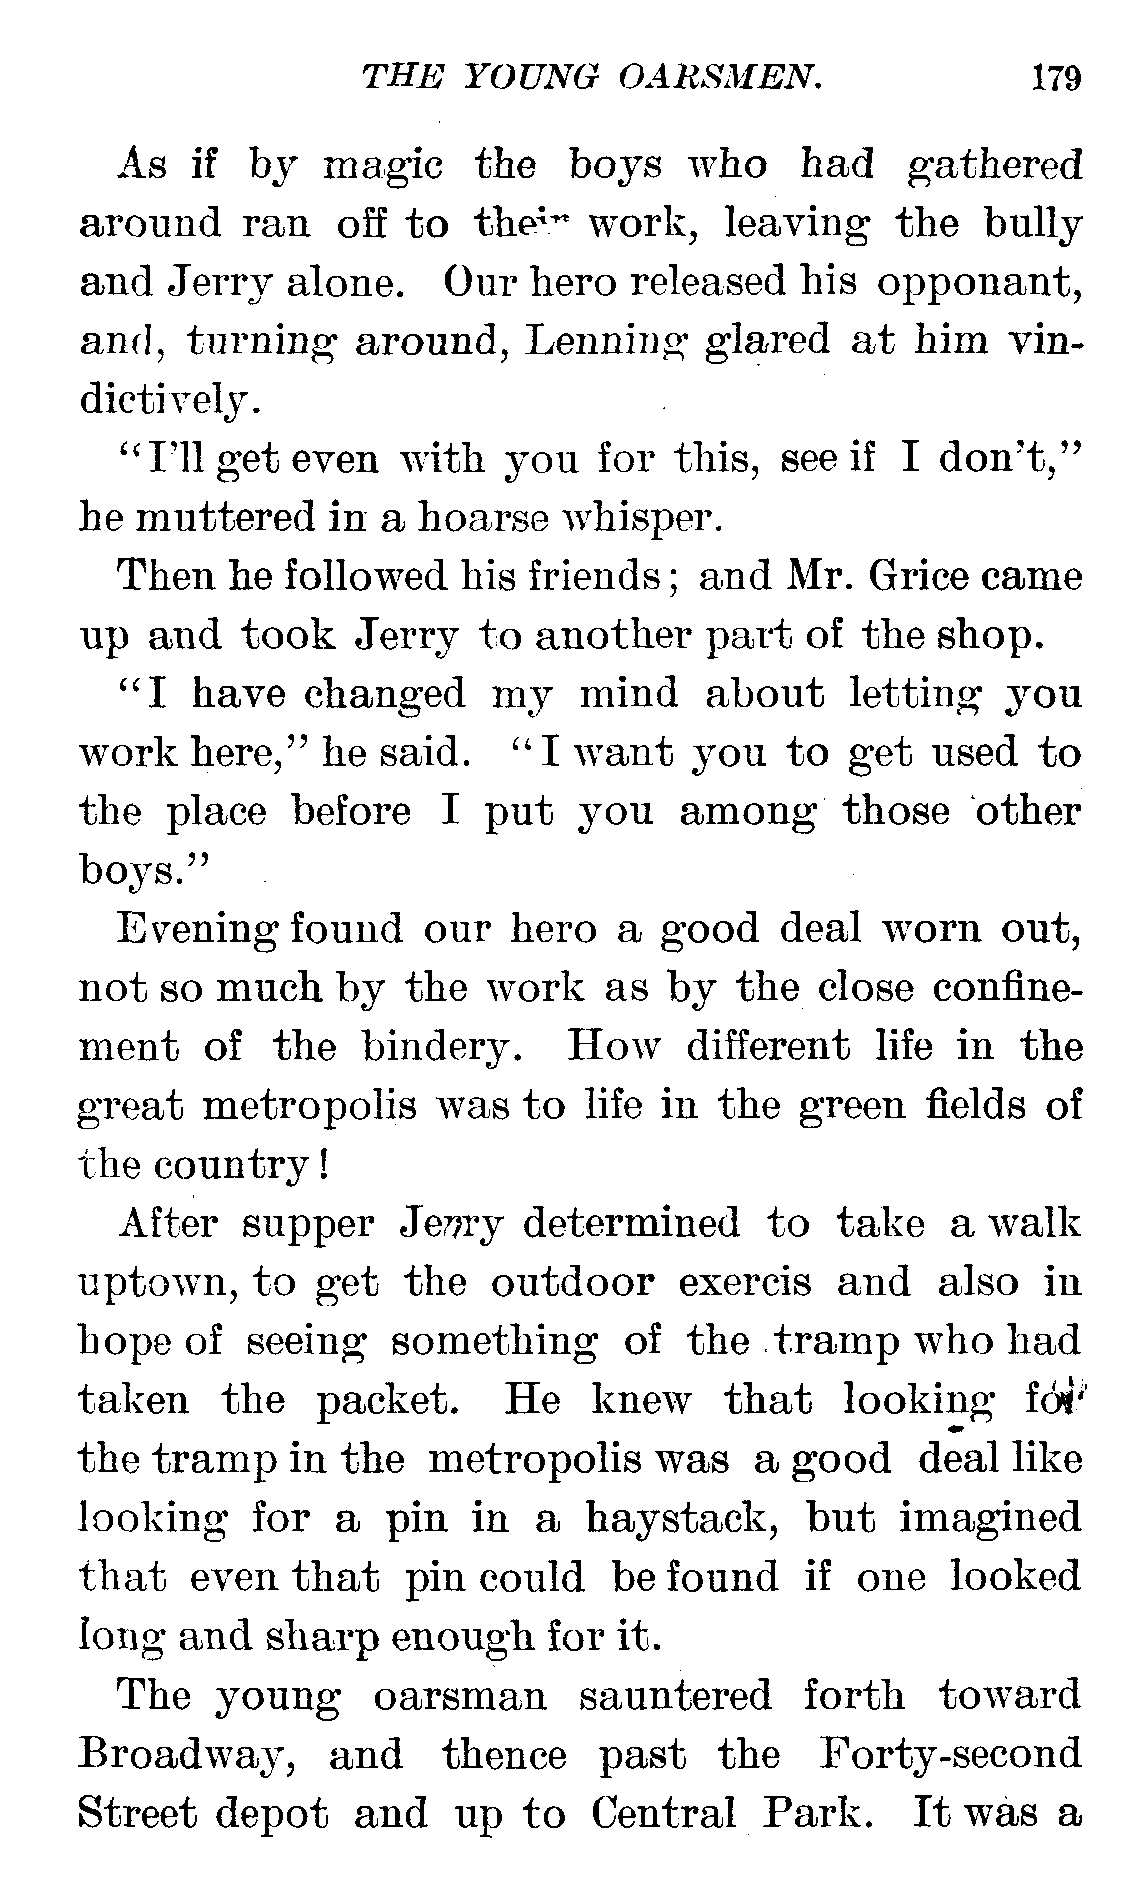 THE YOUNG OARSMEN. 179
As if by magic the boys who had gathered
around ran off to their work, leaving the bully
and Jerry alone. Our hero released his opponant,
and, turning around, Lenning glared at him vin-
dictively.
"I'll get even with you for this, see if I don't,"
he muttered in a hoarse whisper.
Then he followed his friends; and Mr. Grice came
up and took Jerry to another part of the shop.
"I have changed my mind about letting you
work here," he said. "I want you to get used to
the place before I put you among those other
boys."
Evening found our hero a good deal worn out,
not so much by the work as by the close confine-
ment of the bindery. How different life in the
great metropolis was to life in the green fields of
the country!
After supper Jerry determined to take a walk
uptown, to get the outdoor exercis and also in
hope of seeing something of the tramp who had
taken the packet. He knew that looking for
the tramp in the metropolis was a good deal like
looking for a pin in a haystack, but imagined
that even that pin could be found if one looked
long and sharp enough for it.
The young oarsman sauntered forth toward
Broadway, and thence past the Forty-second
Street depot and up to Central Park. It was a